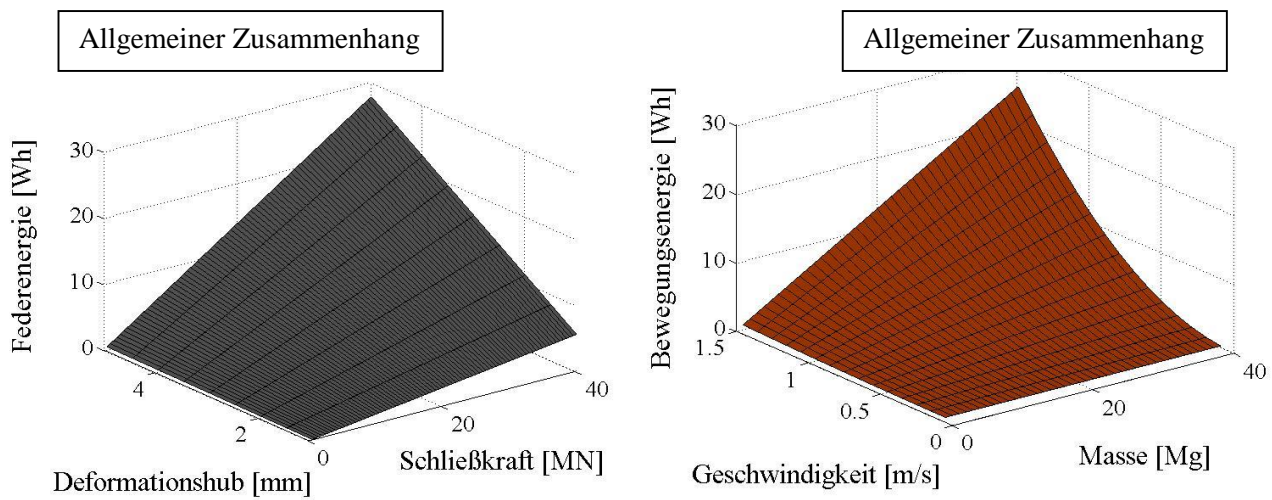 Allgemeiner Zusammenhang
Federenergie [Wh]
30
20
10
0
4
2
0
20
40
Deformationshub [mm]
Schließkraft [MN]
Allgemeiner Zusammenhang
Bewegungsenergie [Wh]
30
20
10
0
1.5
1
0.5
0
0
20
40
Geschwindigkeit [m/s]
Masse [Mg]